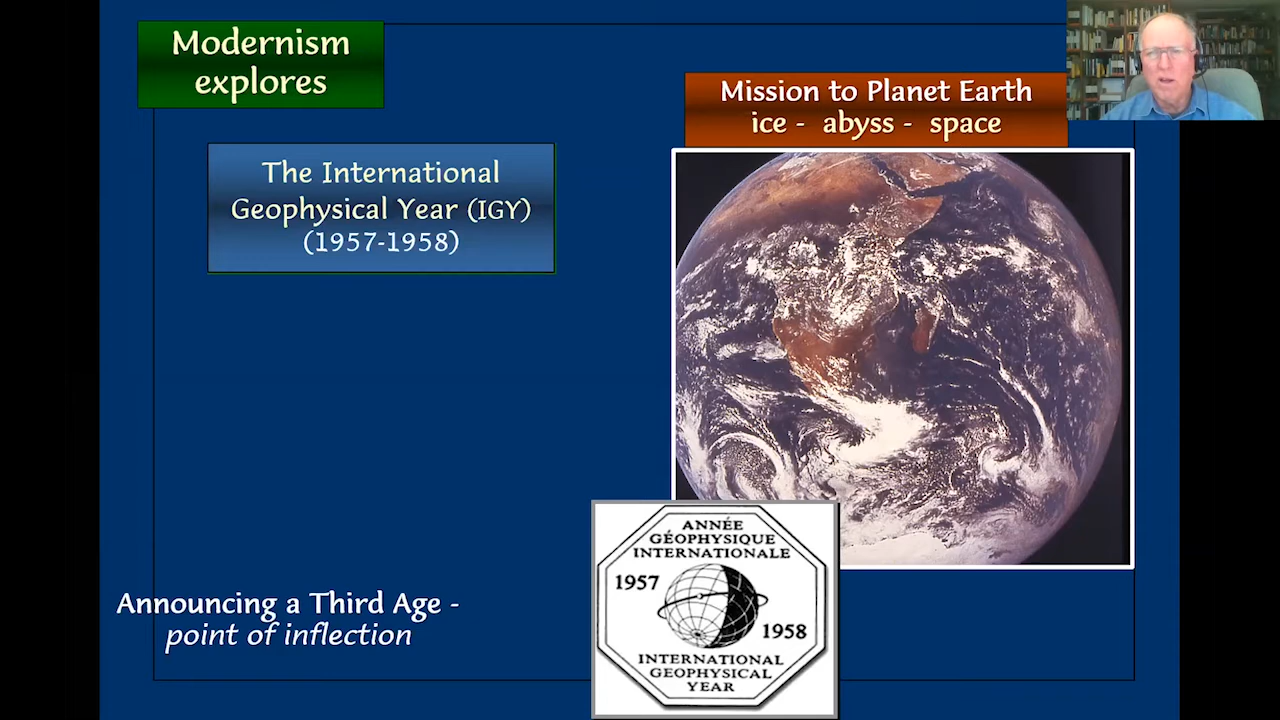 Modernism
explores
Mission to Planet Earth
ice - abyss - space
The International
Geophysical Year (IGY)
(1957-1958)
ANNÉE
GÉOPHYSIQUE
INTERNATIONALE
1957
1958
INTERNATIONAL
GEOPHYSICAL
YEAR
Announcing a Third Age -
point of inflection